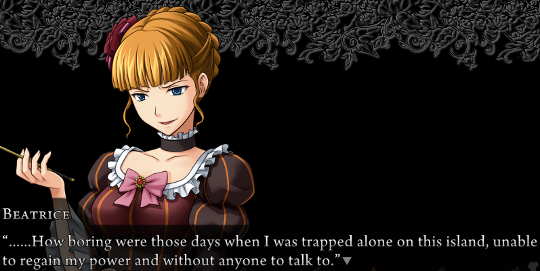 Beatrice
“......How boring were those days when I was trapped alone on this island, unable
to regain my power and without anyone to talk to.”